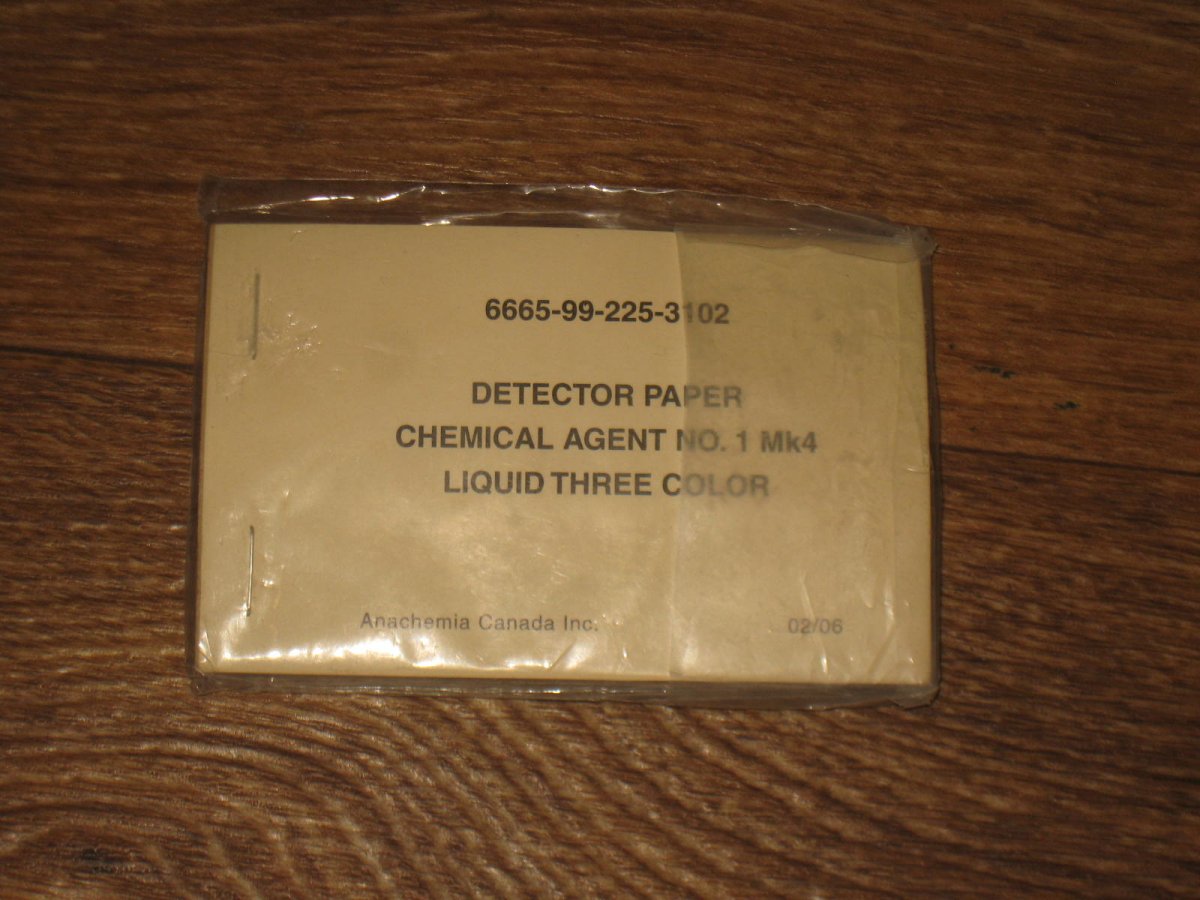 6665-99-225-3102
DETECTOR PAPER
CHEMICAL AGENT NO. 1 Mk4
LIQUID THREE COLOR
Anachemia Canada Inc.
02/06